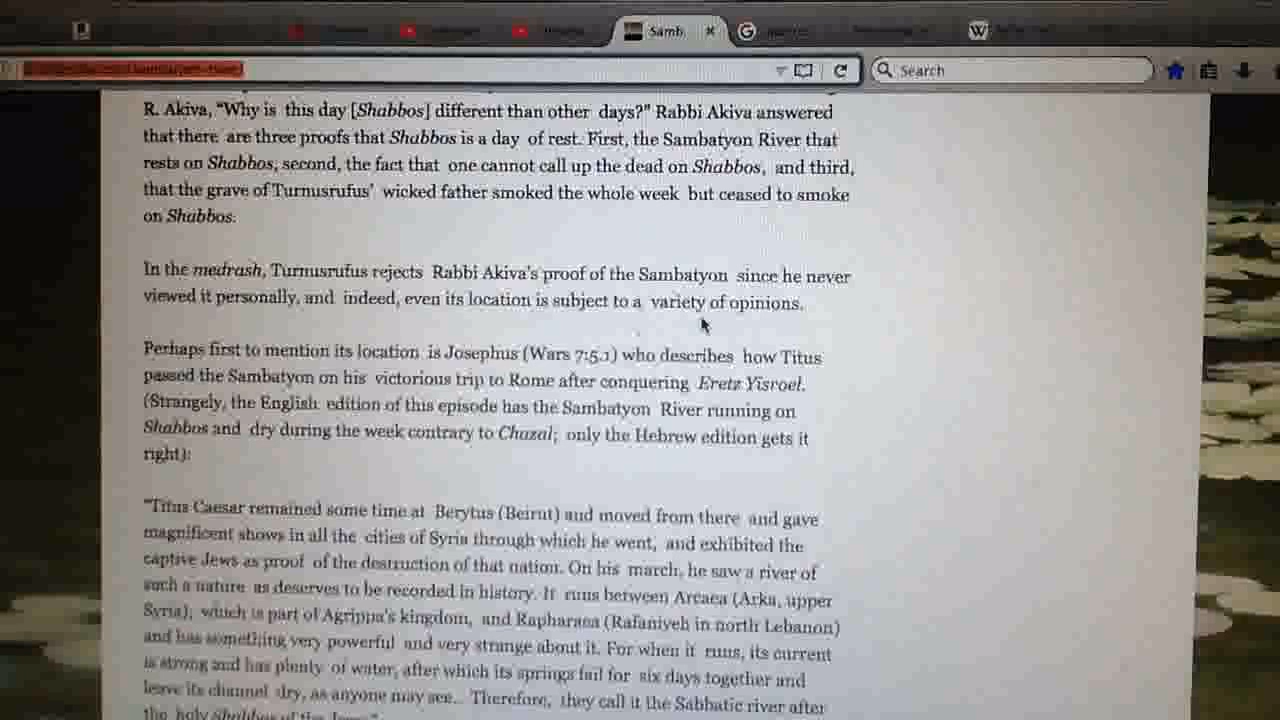 Samb.
Search
R. Akiva, “Why is this day [Shabbos] different than other days?” Rabbi Akiva answered
that there are three proofs that Shabbos is a day of rest. First, the Sambatyon River that
rests on Shabbos, second, the fact that one cannot call up the dead on Shabbos, and third,
that the grave of Turnusrufus’ wicked father smoked the whole week but ceased to smoke
on Shabbos.
In the medrash, Turnusrufus rejects Rabbi Akiva’s proof of the Sambatyon since he never
viewed it personally, and indeed, even its location is subject to a variety of opinions.
Perhaps first to mention its location is Josephus (Wars 7:5.1) who describes how Titus
passed the Sambatyon on his victorious trip to Rome after conquering Eretz Yisroel.
(Strangely, the English edition of this episode has the Sambatyon River running on
Shabbos and dry during the week contrary to Chazal; only the Hebrew edition gets it
right):
“Titus Caesar remained some time at Berytus (Beirut) and moved from there and gave
magnificent shows in all the cities of Syria through which he went, and exhibited the
captive Jews as proof of the destruction of that nation. On his march, he saw a river of
such a nature as deserves to be recorded in history. It runs between Arcaea (Arka, upper
Syria), which is part of Agrippa’s kingdom, and Rapharaea (Rafaniyeh in north Lebanon)
and has something very powerful and very strange about it. For when it runs, its current
is strong and has plenty of water, after which its springs fail for six days together and
leave its channel dry, as anyone may see... Therefore, they call it the Sabbatic river after
the holy Shabbos of the Jews.”